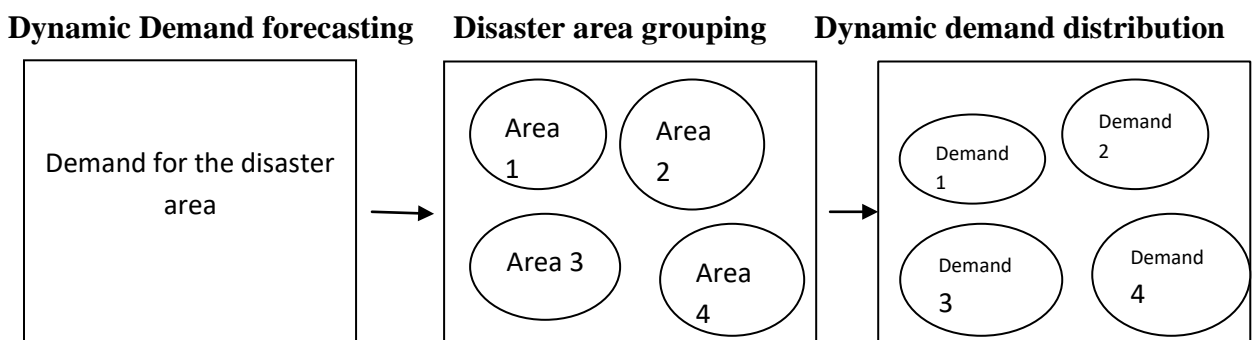 Dynamic Demand forecasting
Disaster area grouping
Dynamic demand distribution
Demand for the disaster
area
Area
1
Area
2
Area 3
Area
4
Demand
1
Demand
2
Demand
3
Demand
4